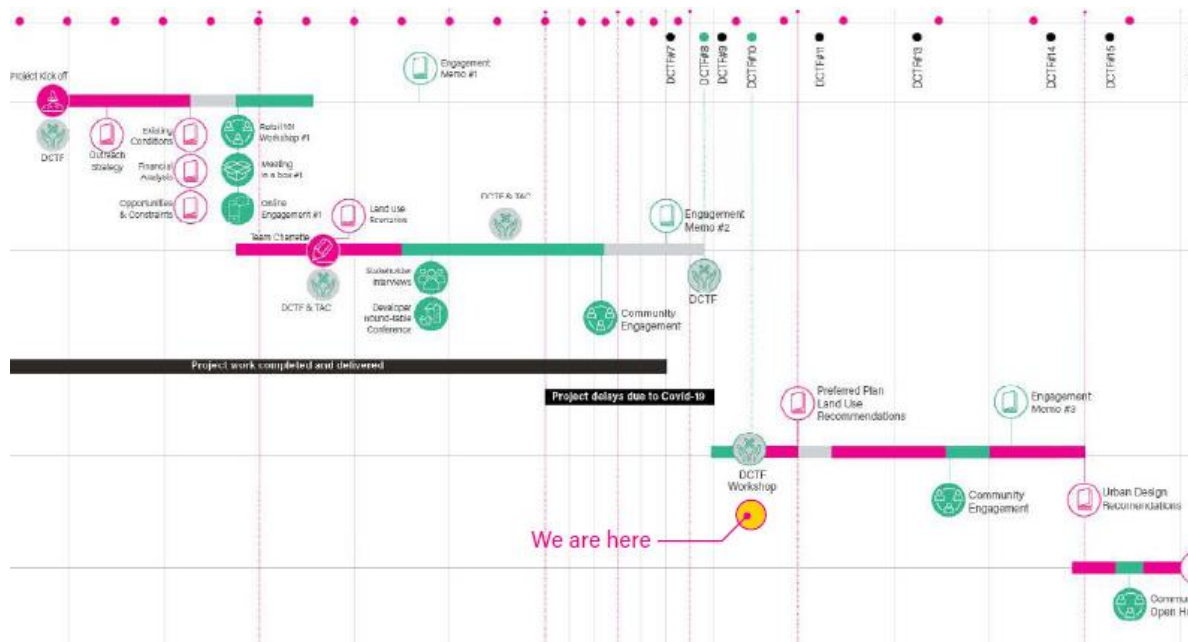 DCTF#7
DCTF#8
DCTF#9
DCTF#10
DCTF#11
DCTF#13
DCTF#14
DCTF#15
Engagement
Memo #1
Project Kick off
DCTF
Outreach
Strategy
Existing
Conditions
Financial
Analysis
Opportunities
& Constraints
Retail 101
Workshop #1
Meeting
in a box #1
Online
Engagement #1
Team Charrette
Land use
Scenarios
DCTF & TAC
DCTF & TAC
Stakeholder
Interviews
Developer
Round-table
Conference
Community
Engagement
Engagement
Memo #2
DCTF
Project work completed and delivered
Project delays due to Covid-19
Preferred Plan
Land Use
Recommendations
Engagement
Memo #3
DCTF
Workshop
We are here
Community
Engagement
Urban Design
Recomendations
Commu
Open H